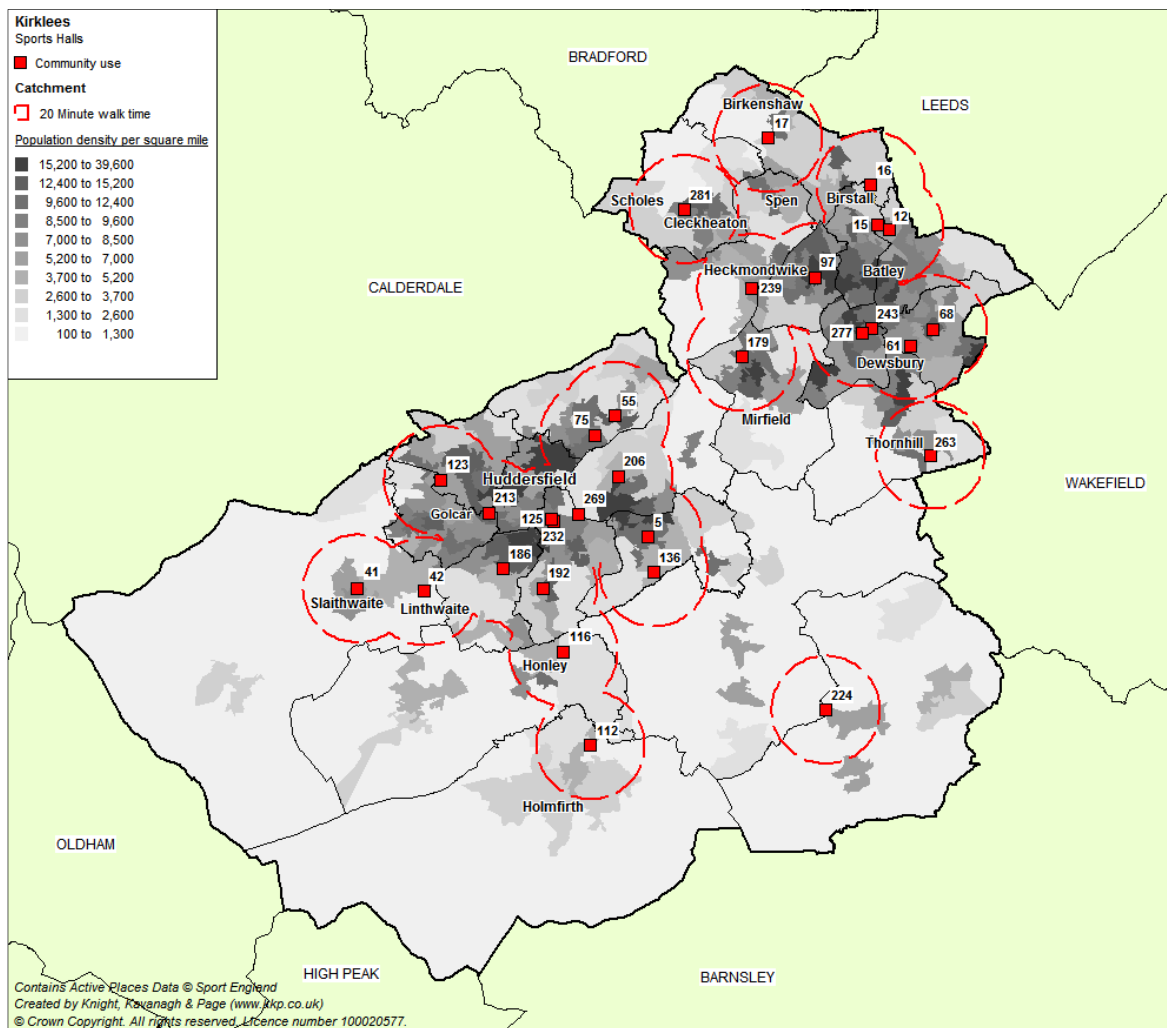 Kirklees
Sports Halls
Community use
Catchment
20 Minute walk time
Population density per square mile
15,200 to 39,600
12,400 to 15,200
9,600 to 12,400
8,500 to 9,600
7,000 to 8,500
5,200 to 7,000
3,700 to 5,200
2,600 to 3,700
1,300 to 2,600
100 to 1,300
BRADFORD
LEEDS
Birkenshaw
17
16
281
Scholes
Spen
Birstall
Cleckheaton
15
12
Heckmondwike
97
Batley
CALDERDALE
239
243
68
277
179
61
Dewsbury
55
Mirfield
75
Thornhill
263
206
123
Huddersfield
WAKEFIELD
213
269
Golcar
125
232
5
186
136
41
42
192
Slaithwaite
Linthwaite
116
Honley
224
112
Holmfirth
OLDHAM
HIGH PEAK
BARNSLEY
Contains Active Places Data © Sport England
Created by Knight, Kavanagh & Page (www.kkp.co.uk)
© Crown Copyright. All rights reserved. Licence number 100020577.